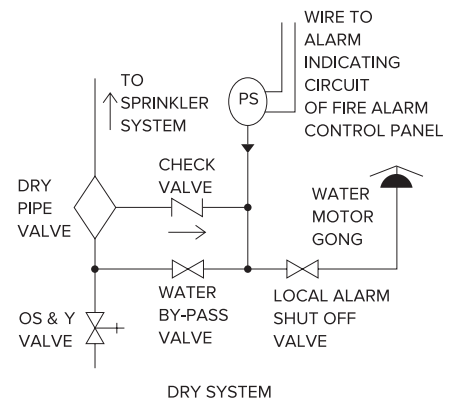 WIRE TO
ALARM
INDICATING
CIRCUIT
OF FIRE ALARM
CONTROL PANEL
TO
SPRINKLER
SYSTEM
PS
CHECK
VALVE
DRY
PIPE
VALVE
WATER
MOTOR
GONG
OS & Y
VALVE
WATER
BY-PASS
VALVE
LOCAL ALARM
SHUT OFF
VALVE
DRY SYSTEM